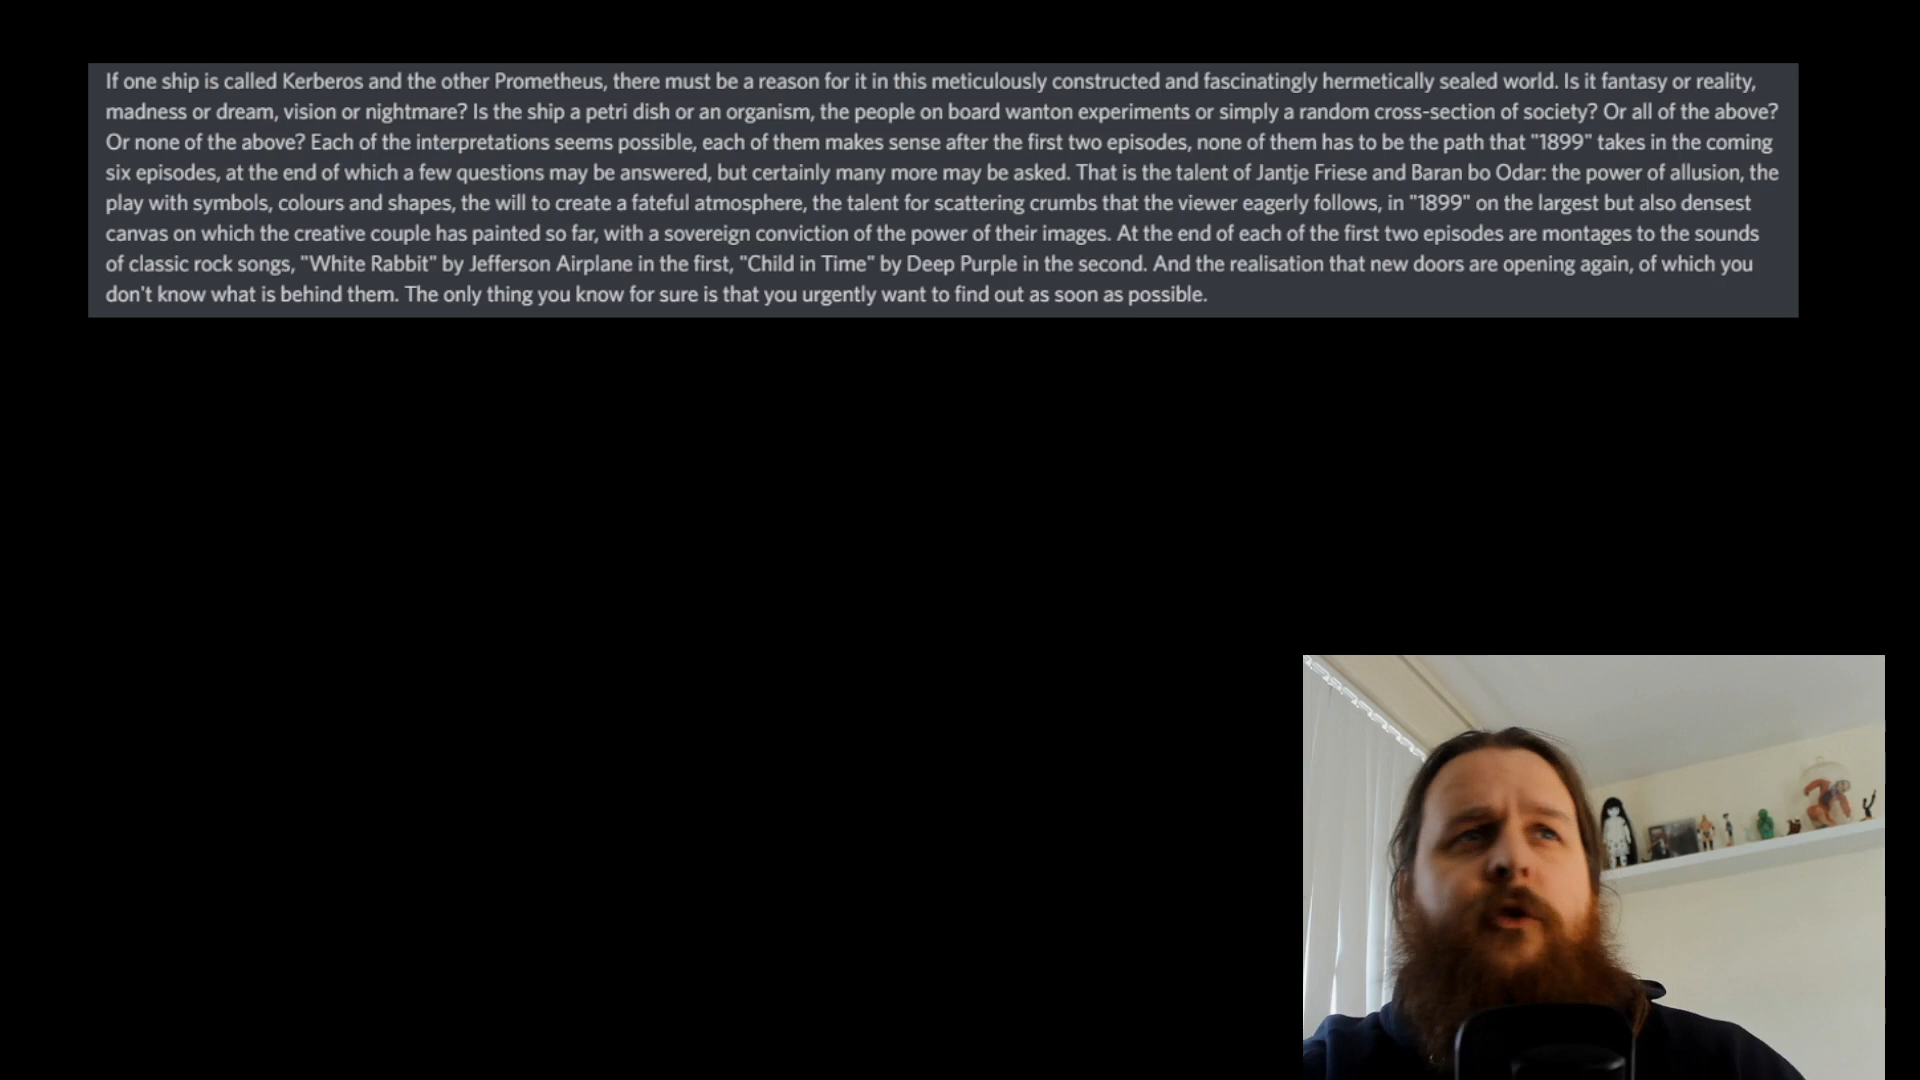 If one ship is called Kerberos and the other Prometheus, there must be a reason for it in this meticulously constructed and fascinatingly hermetically sealed world. Is it fantasy or reality,
madness or dream, vision or nightmare? Is the ship a petri dish or an organism, the people on board wanton experiments or simply a random cross-section of society? Or all of the above?
Or none of the above? Each of the interpretations seems possible, each of them makes sense after the first two episodes, none of them has to be the path that "1899" takes in the coming
six episodes, at the end of which a few questions may be answered, but certainly many more may be asked. That is the talent of Jantje Friese and Baran bo Odar: the power of allusion, the
play with symbols, colours and shapes, the will to create a fateful atmosphere, the talent for scattering crumbs that the viewer eagerly follows, in "1899" on the largest but also densest
canvas on which the creative couple has painted so far, with a sovereign conviction of the power of their images. At the end of each of the first two episodes are montages to the sounds
of classic rock songs, "White Rabbit" by Jefferson Airplane in the first, "Child in Time" by Deep Purple in the second. And the realisation that new doors are opening again, of which you
don't know what is behind them. The only thing you know for sure is that you urgently want to find out as soon as possible.